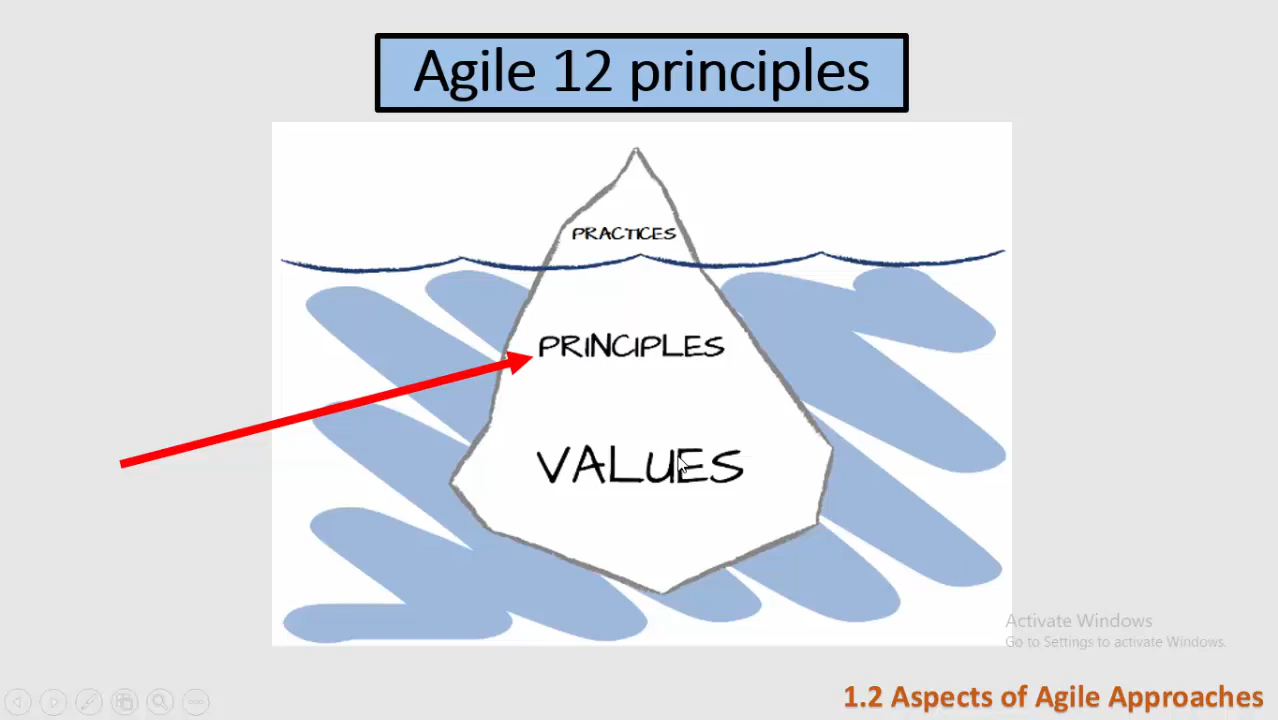 Agile 12 principles
PRACTICES
PRINCIPLES
VALUES
Activate Windows
Go to Settings to activate Windows.
1.2 Aspects of Agile Approaches